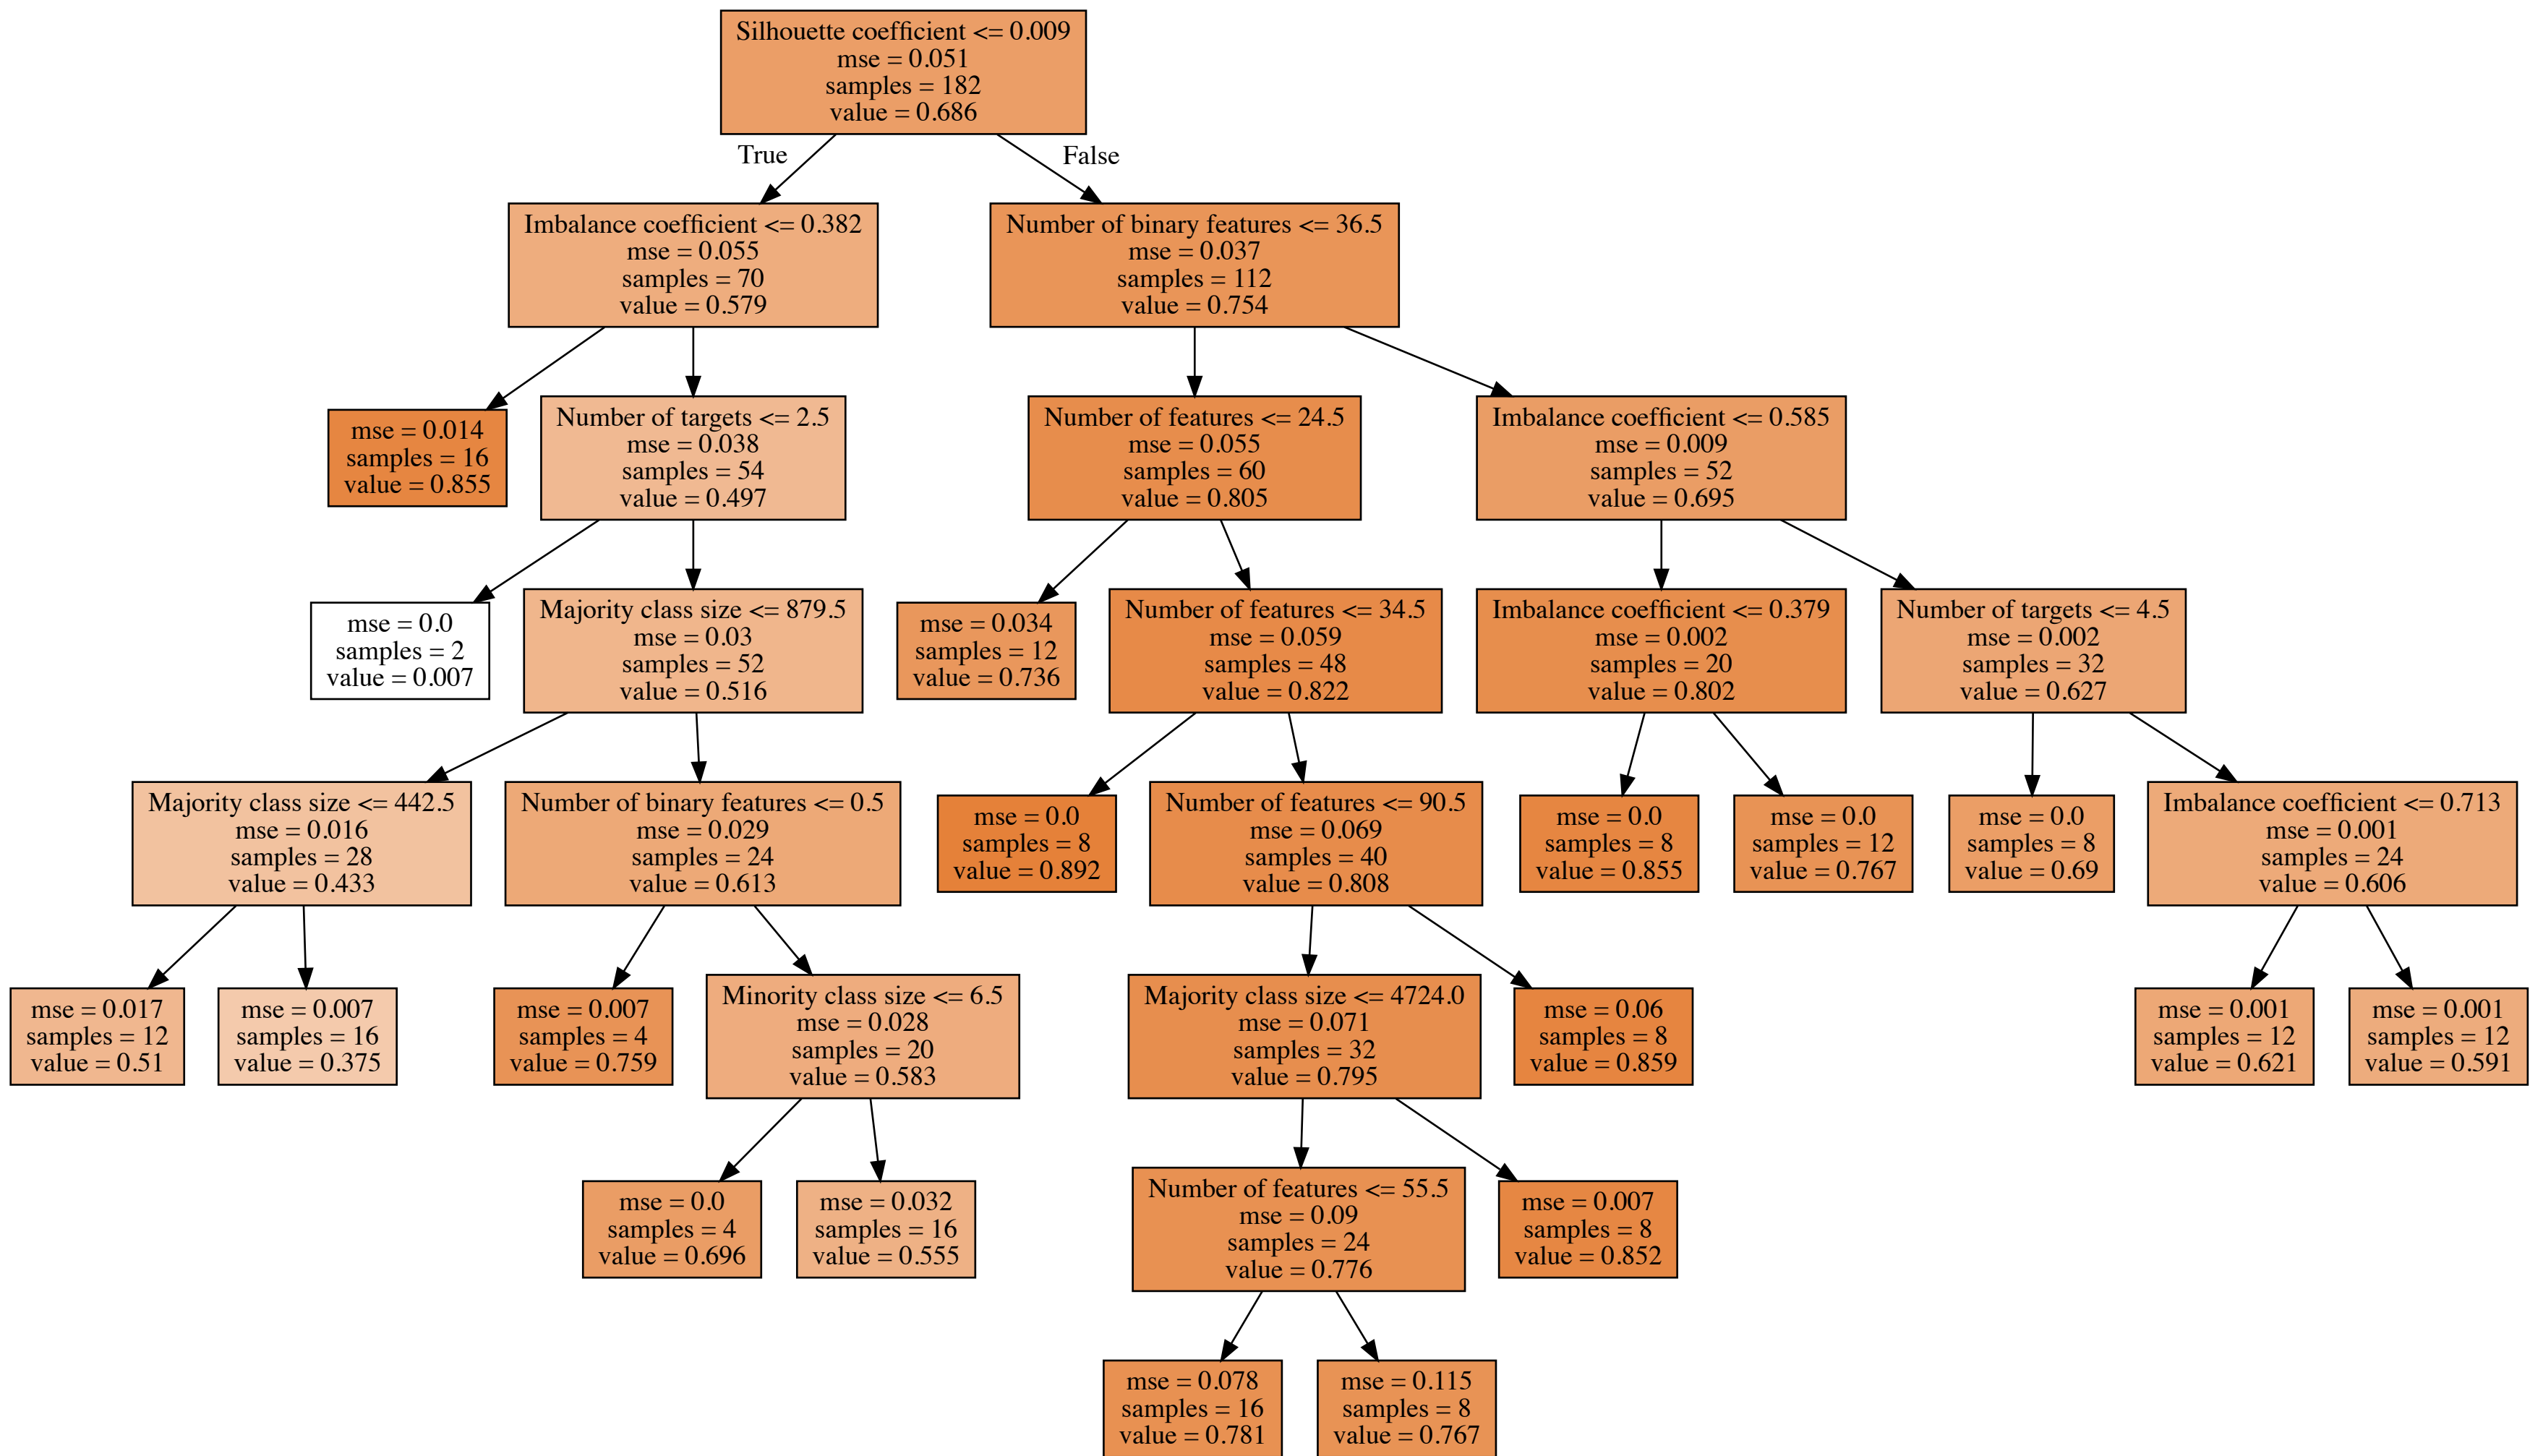 Silhouette coefficient <= 0.009
mse = 0.051
samples = 182
value = 0.686
True
False
Imbalance coefficient <= 0.382
mse = 0.055
samples = 70
value = 0.579
Number of binary features <= 36.5
mse = 0.037
samples = 112
value = 0.754
mse = 0.014
samples = 16
value = 0.855
Number of targets <= 2.5
mse = 0.038
samples = 54
value = 0.497
Number of features <= 24.5
mse = 0.055
samples = 60
value = 0.805
Imbalance coefficient <= 0.585
mse = 0.009
samples = 52
value = 0.695
mse = 0.0
samples = 2
value = 0.007
Majority class size <= 879.5
mse = 0.03
samples = 52
value = 0.516
mse = 0.034
samples = 12
value = 0.736
Number of features <= 34.5
mse = 0.059
samples = 48
value = 0.822
Imbalance coefficient <= 0.379
mse = 0.002
samples = 20
value = 0.802
Number of targets <= 4.5
mse = 0.002
samples = 32
value = 0.627
Majority class size <= 442.5
mse = 0.016
samples = 28
value = 0.433
Number of binary features <= 0.5
mse = 0.029
samples = 24
value = 0.613
mse = 0.0
samples = 8
value = 0.892
Number of features <= 90.5
mse = 0.069
samples = 40
value = 0.808
mse = 0.0
samples = 8
value = 0.855
mse = 0.0
samples = 12
value = 0.767
mse = 0.0
samples = 8
value = 0.69
Imbalance coefficient <= 0.713
mse = 0.001
samples = 24
value = 0.606
mse = 0.017
samples = 12
value = 0.51
mse = 0.007
samples = 16
value = 0.375
mse = 0.007
samples = 4
value = 0.759
Minority class size <= 6.5
mse = 0.028
samples = 20
value = 0.583
Majority class size <= 4724.0
mse = 0.071
samples = 32
value = 0.795
mse = 0.06
samples = 8
value = 0.859
mse = 0.001
samples = 12
value = 0.621
mse = 0.001
samples = 12
value = 0.591
mse = 0.0
samples = 4
value = 0.696
mse = 0.032
samples = 16
value = 0.555
Number of features <= 55.5
mse = 0.09
samples = 24
value = 0.776
mse = 0.007
samples = 8
value = 0.852
mse = 0.078
samples = 16
value = 0.781
mse = 0.115
samples = 8
value = 0.767